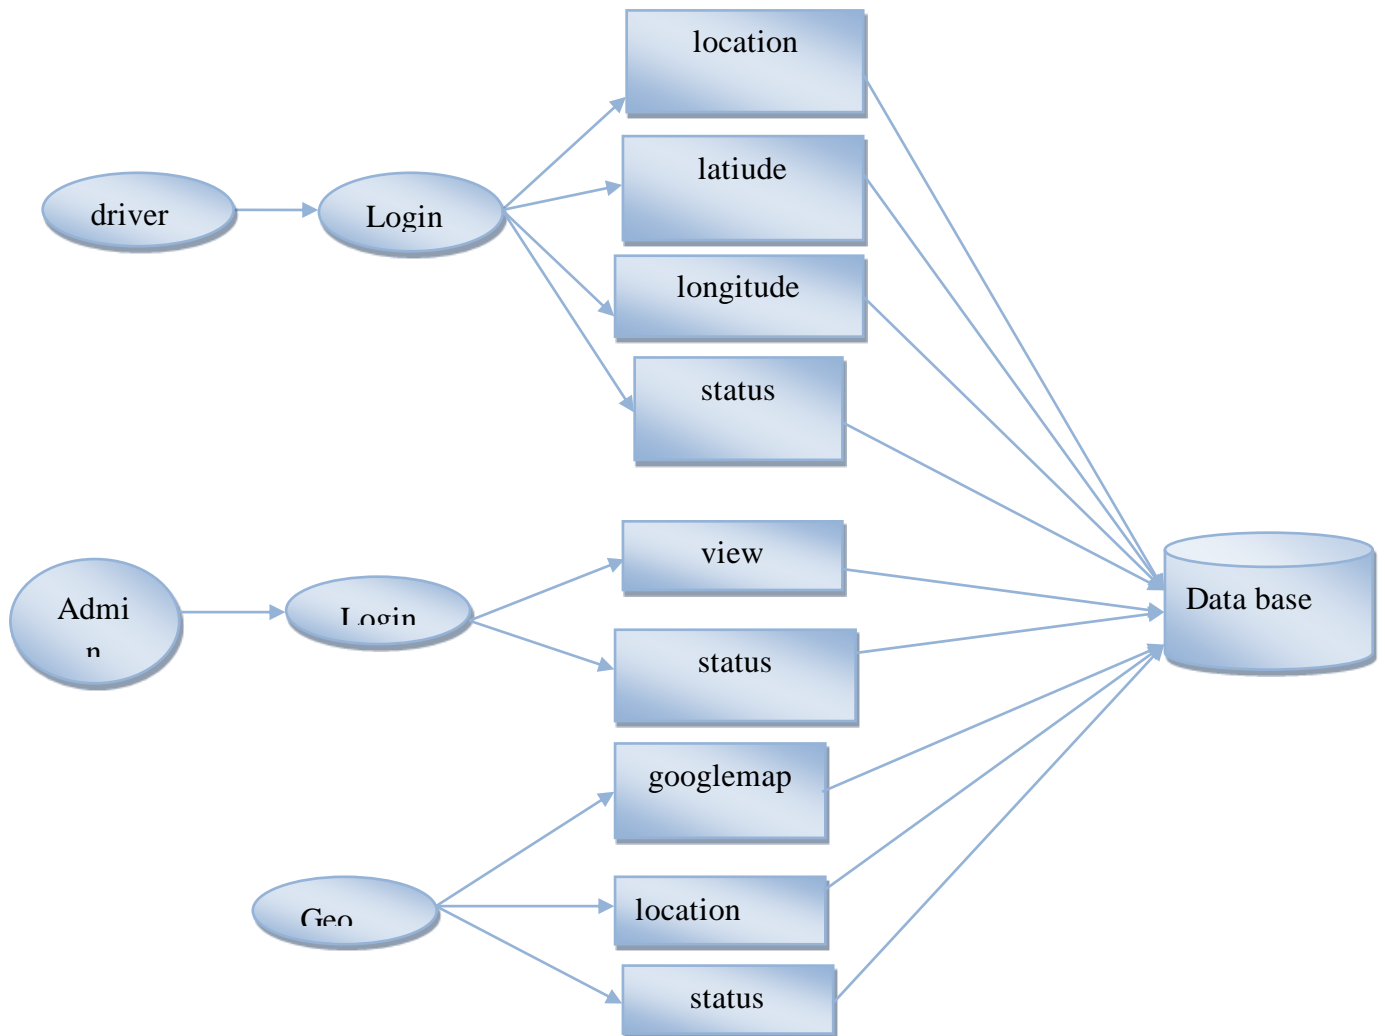 location
latiude
driver
Login
longitude
status
view
Admi
n
Login
Data base
status
googlemap
Geo
location
status